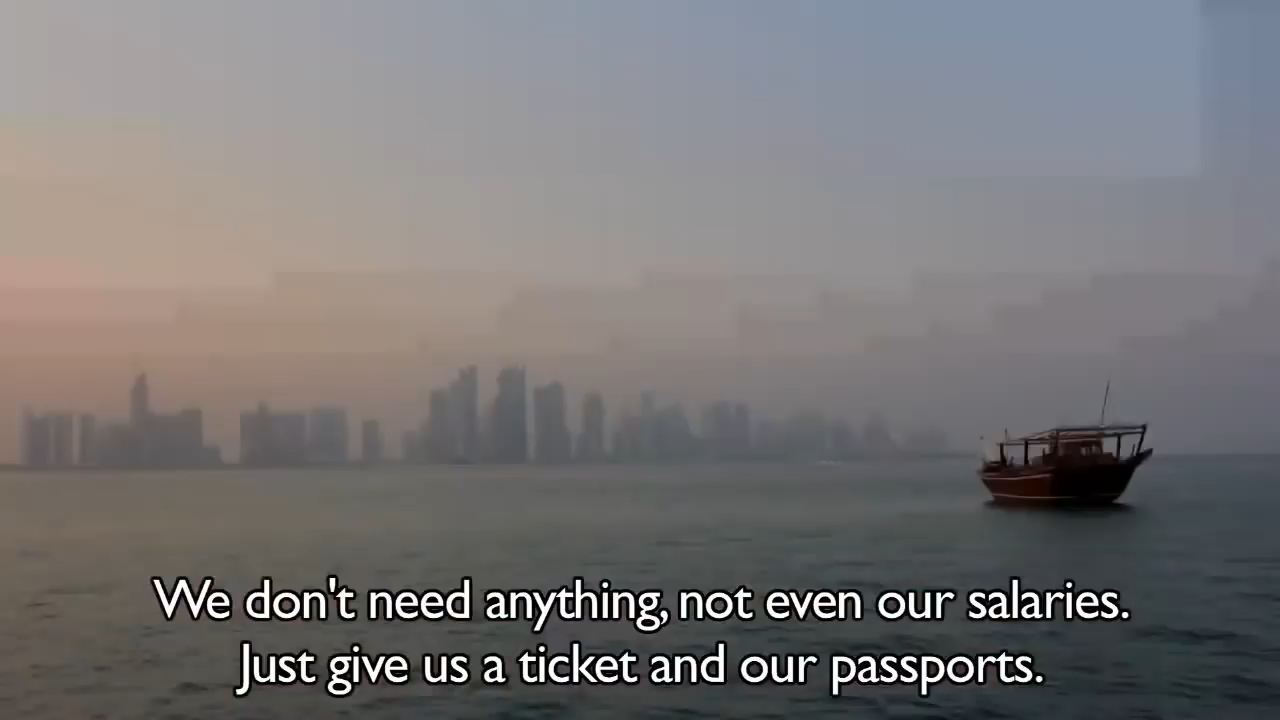 We don't need anything, not even our salaries.
Just give us a ticket and our passports.